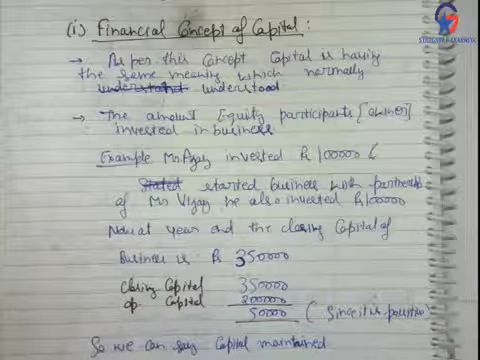 (i) Financial Concept of Capital :
→ As per this Concept Capital is having
the same meaning which normally
understand understood
→ The amount Equity participants [owner]
invested in business
Example Mr Ajay invested ₨ 100000 (
Stated started business with partnership
of Mr Vijay he also invested ₨ 100000
Now at year end the closing Capital of
Business is ₨ 350000
Closing Capital 350000
op. Capital 200000
50000 ( Since it is positive
So we can say Capital maintained